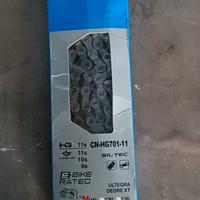 HG 11s CN-HG701-11
11s SIL-TEC
10s
9s
E-BIKE
RATED
ULTEGRA
DEORE XT